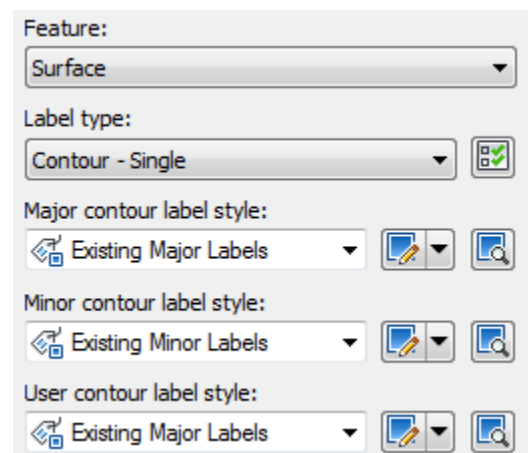 Feature:
Surface
Label type:
Contour - Single
Major contour label style:
Existing Major Labels
Minor contour label style:
Existing Minor Labels
User contour label style:
Existing Major Labels